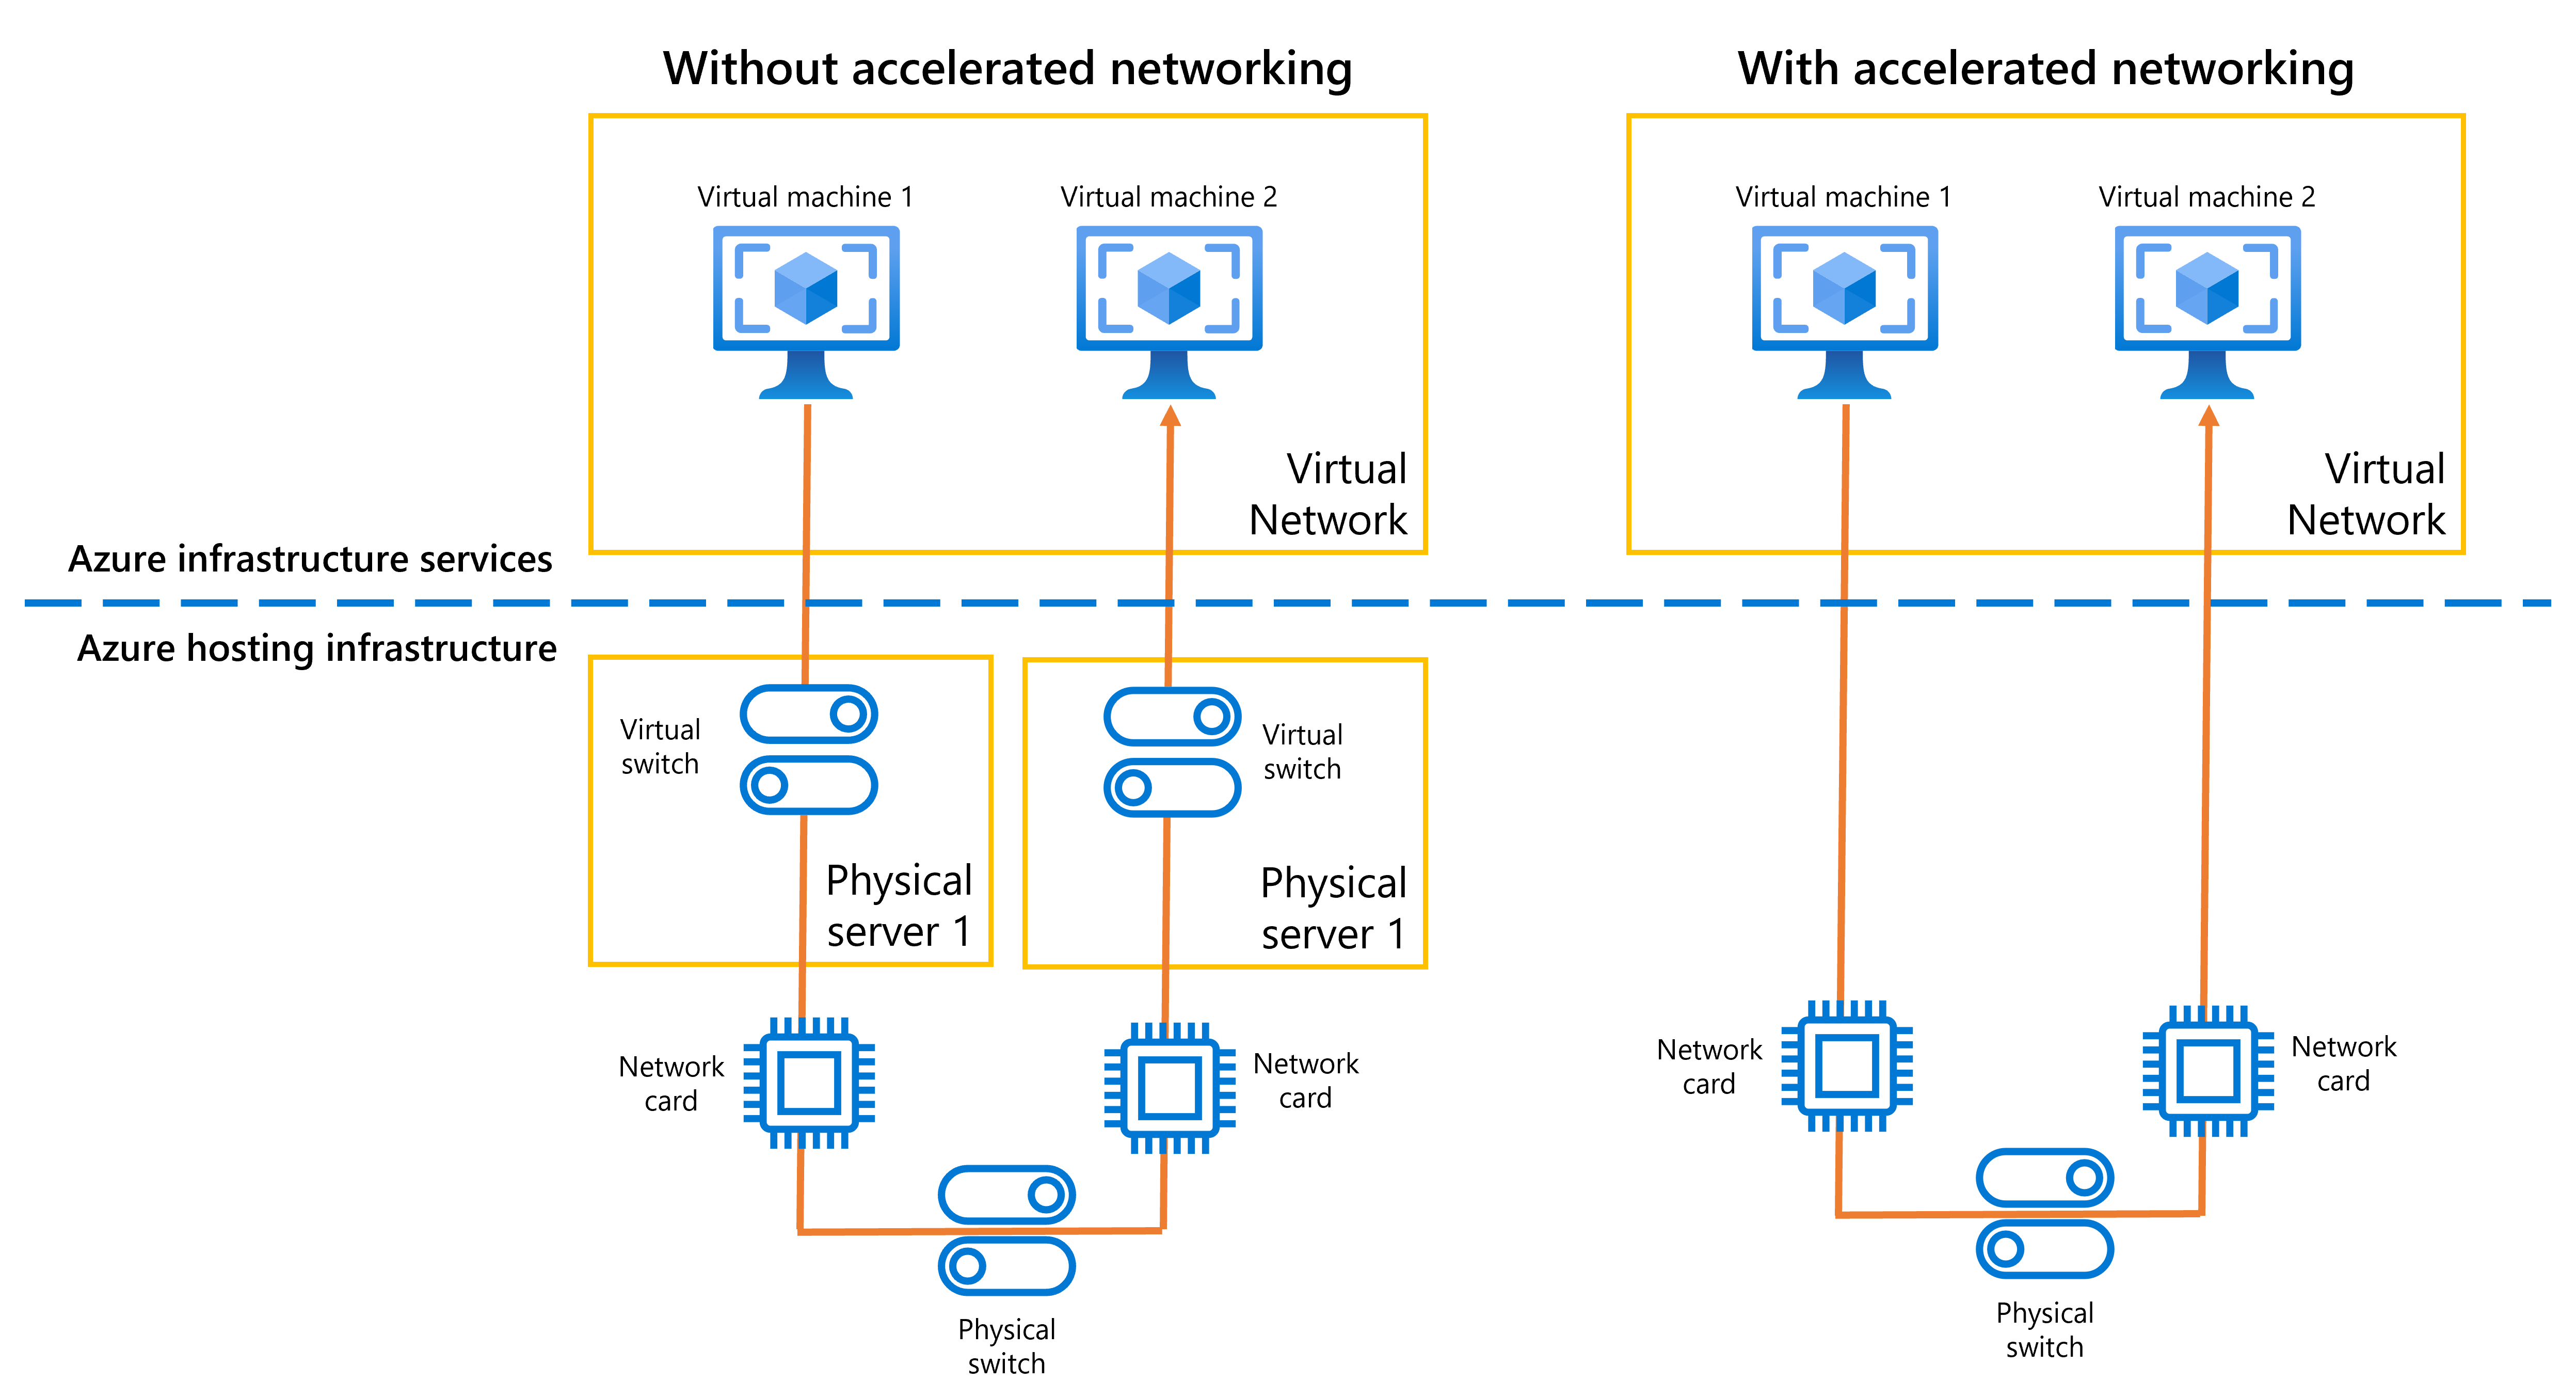 Without accelerated networking
With accelerated networking
Virtual machine 1
Virtual machine 2
Virtual machine 1
Virtual machine 2
Virtual
Network
Virtual
Network
Azure infrastructure services
Azure hosting infrastructure
Virtual
switch
Virtual
switch
Physical
server 1
Physical
server 1
Network
card
Network
card
Network
card
Network
card
Physical
switch
Physical
switch